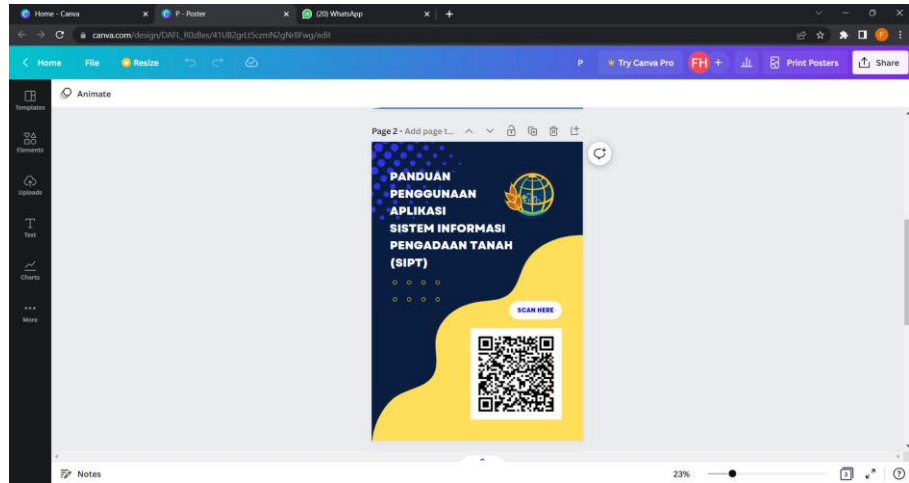 Home - Canva
P - Poster
(20) WhatsApp
canva.com/design/DAFL_R0zBes/41U82grLt5czmN2gNr8Fwg/edit
Home
File
Resize
P
Try Canva Pro
FH
Print Posters
Share
Templates
Elements
Uploads
Text
Charts
More
Animate
Page 2 - Add page t...
PANDUAN
PENGGUNAAN
APLIKASI
SISTEM INFORMASI
PENGADAAN TANAH
(SIPT)
SCAN HERE
Notes
23%
3